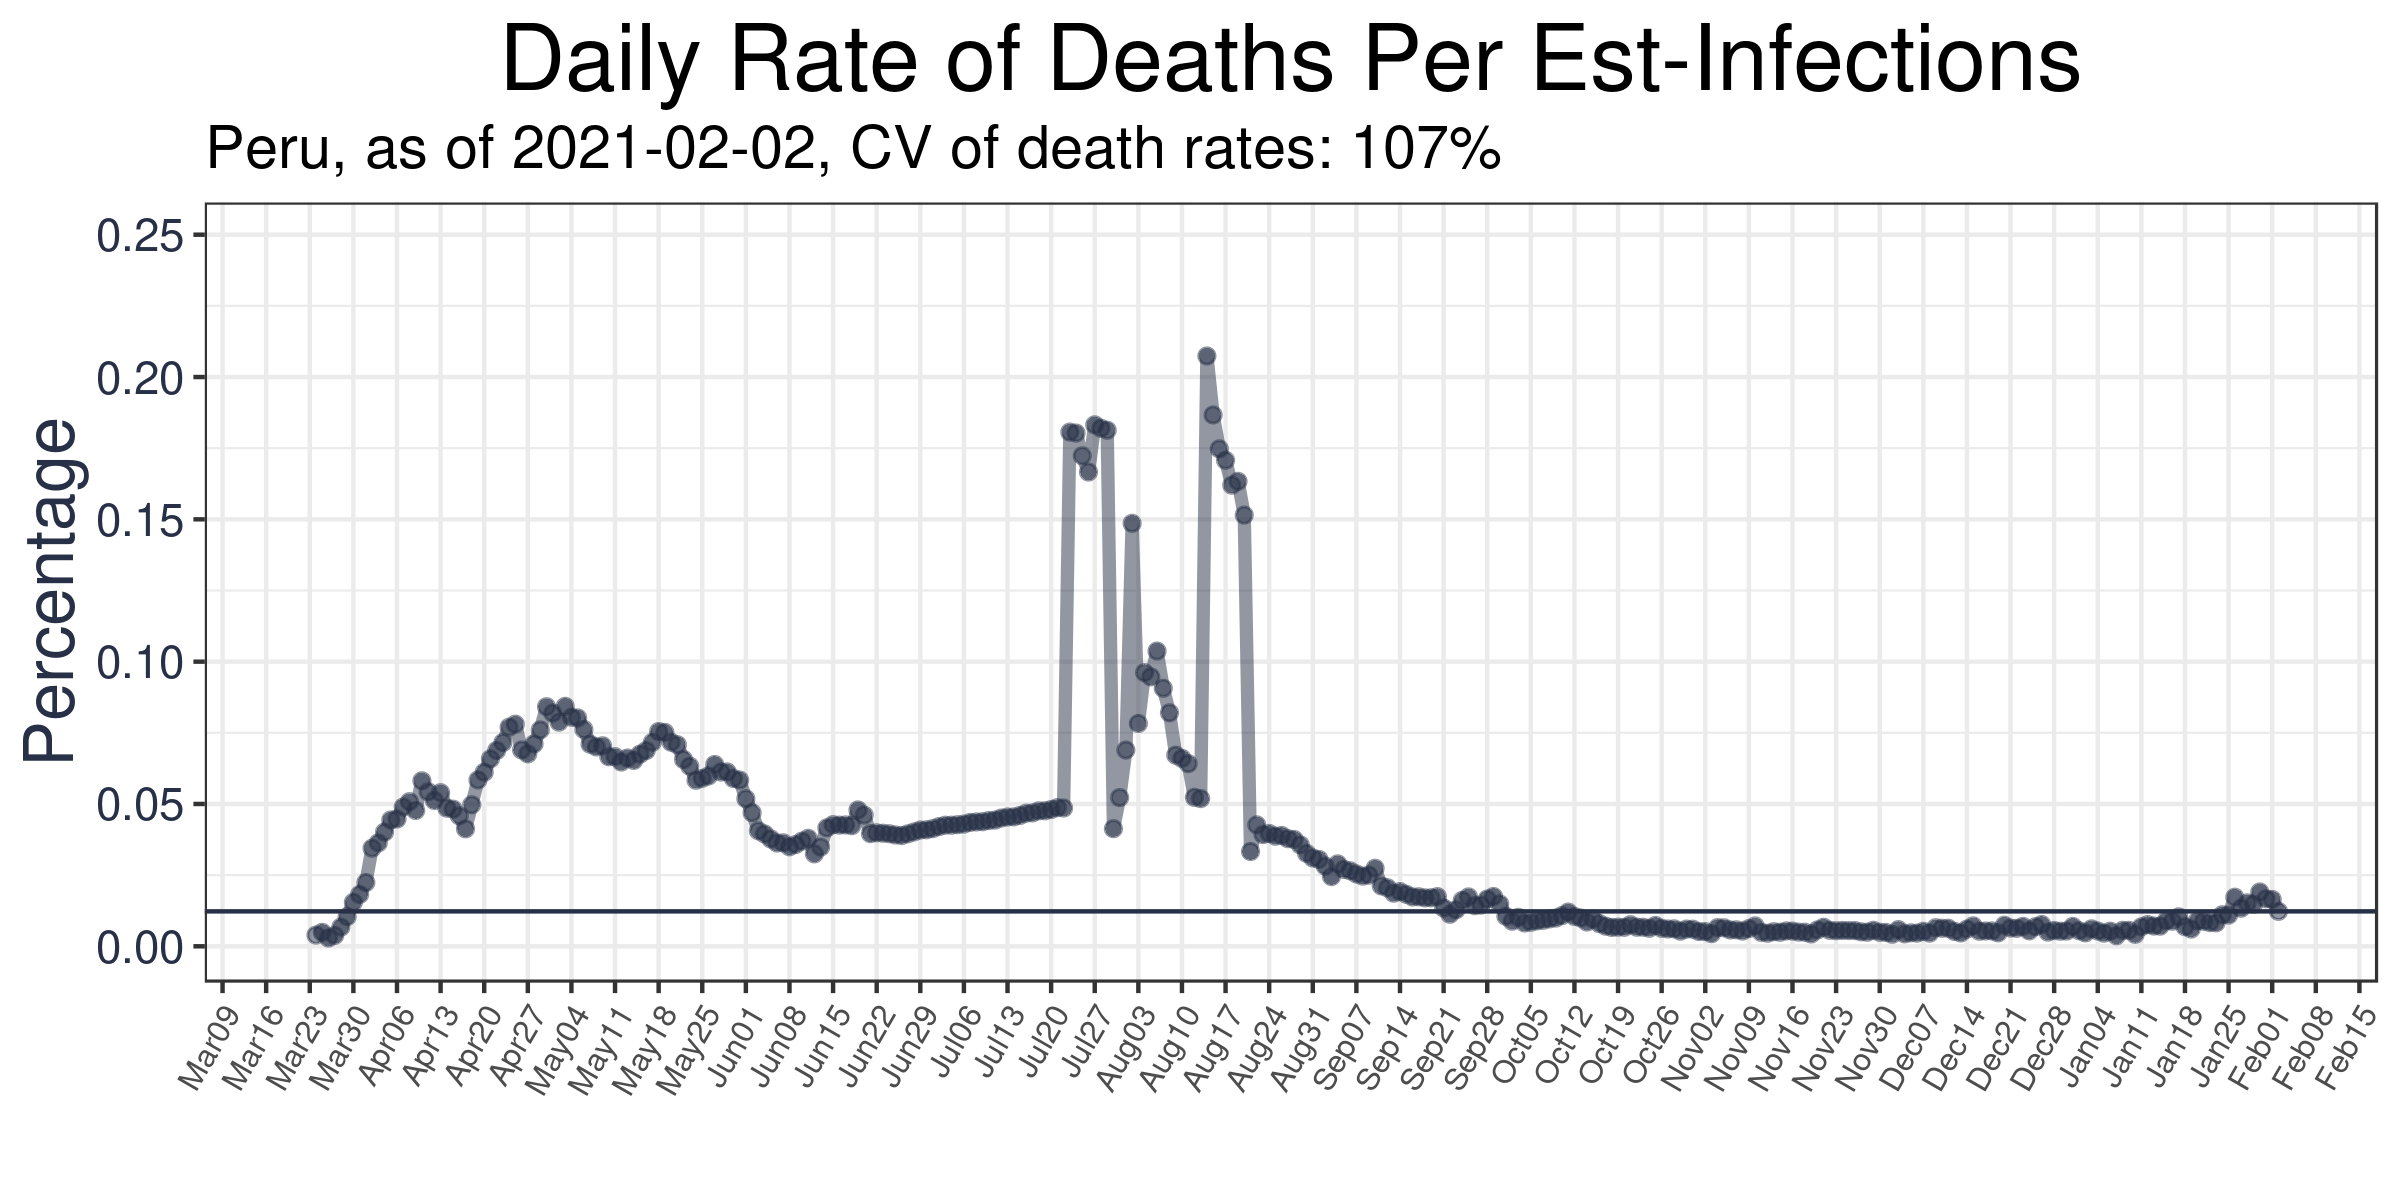 Daily Rate of Deaths Per Est-Infections
Peru, as of 2021-02-02, CV of death rates: 107%
Percentage
0.25
0.20
0.15
0.10
0.05
0.00
Mar09 Mar16 Mar23 Mar30 Apr06 Apr13 Apr20 Apr27 May04 May11 May18 May25 Jun01 Jun08 Jun15 Jun22 Jun29 Jul06 Jul13 Jul20 Jul27 Aug03 Aug10 Aug17 Aug24 Aug31 Sep07 Sep14 Sep21 Sep28 Oct05 Oct12 Oct19 Oct26 Nov02 Nov09 Nov16 Nov23 Nov30 Dec07 Dec14 Dec21 Dec28 Jan04 Jan11 Jan18 Jan25 Feb01 Feb08 Feb15